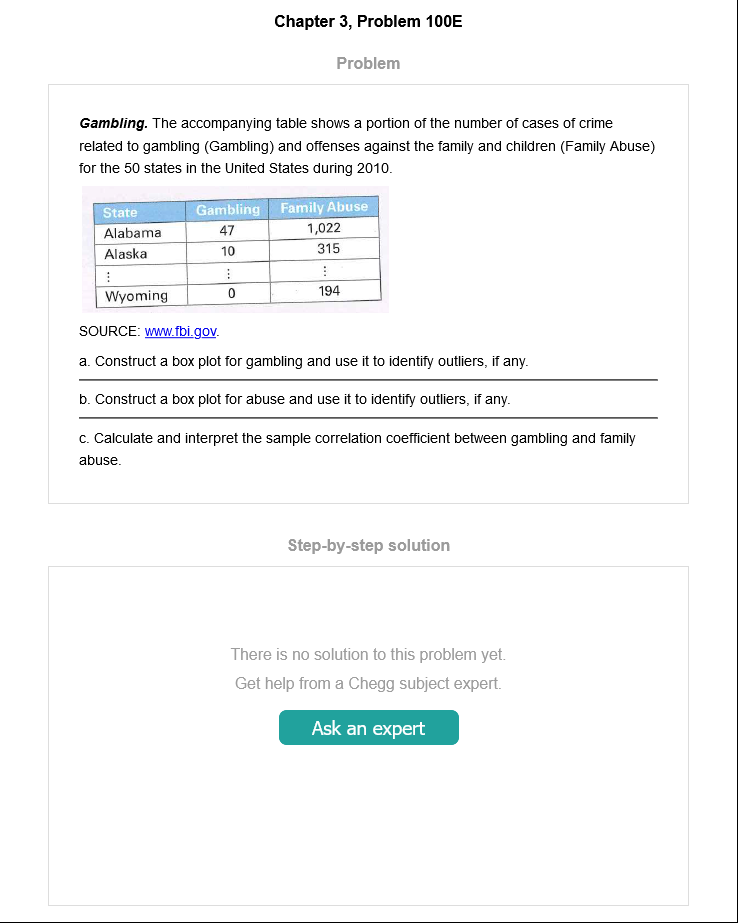 Chapter 3, Problem 100E
Problem
Gambling. The accompanying table shows a portion of the number of cases of crime
related to gambling (Gambling) and offenses against the family and children (Family Abuse)
for the 50 states in the United States during 2010.
State Gambling Family Abuse
Alabama 47 1,022
Alaska 10 315
⋮ ⋮ ⋮
Wyoming 0 194
SOURCE: www.fbi.gov.
a. Construct a box plot for gambling and use it to identify outliers, if any.
b. Construct a box plot for abuse and use it to identify outliers, if any.
c. Calculate and interpret the sample correlation coefficient between gambling and family
abuse.
Step-by-step solution
There is no solution to this problem yet.
Get help from a Chegg subject expert.
Ask an expert